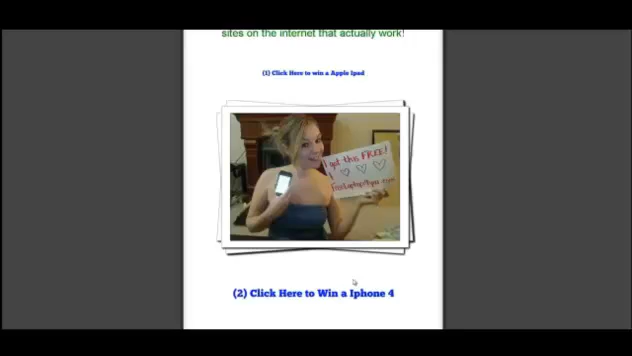 sites on the internet that actually work!
(1) Click Here to win a Apple Ipad
I got this FREE!
(2) Click Here to Win a Iphone 4